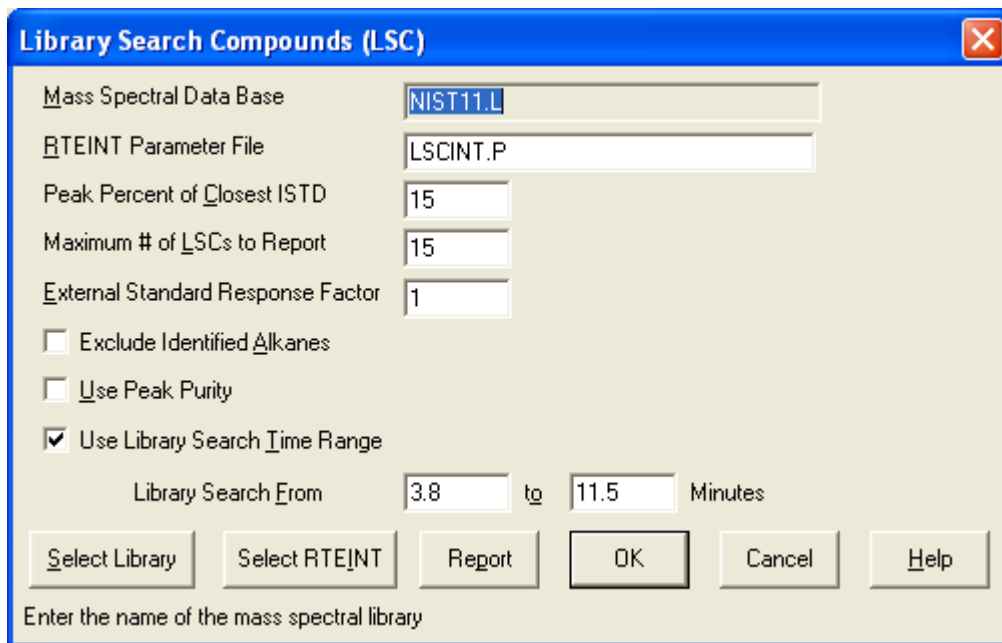 Library Search Compounds (LSC)
Mass Spectral Data Base NIST11.L
RTEINT Parameter File LSCINT.P
Peak Percent of Closest ISTD 15
Maximum # of LSCs to Report 15
External Standard Response Factor 1
Exclude Identified Alkanes
Use Peak Purity
Use Library Search Time Range
Library Search From 3.8 to 11.5 Minutes
Select Library Select RTEINT Report OK Cancel Help
Enter the name of the mass spectral library